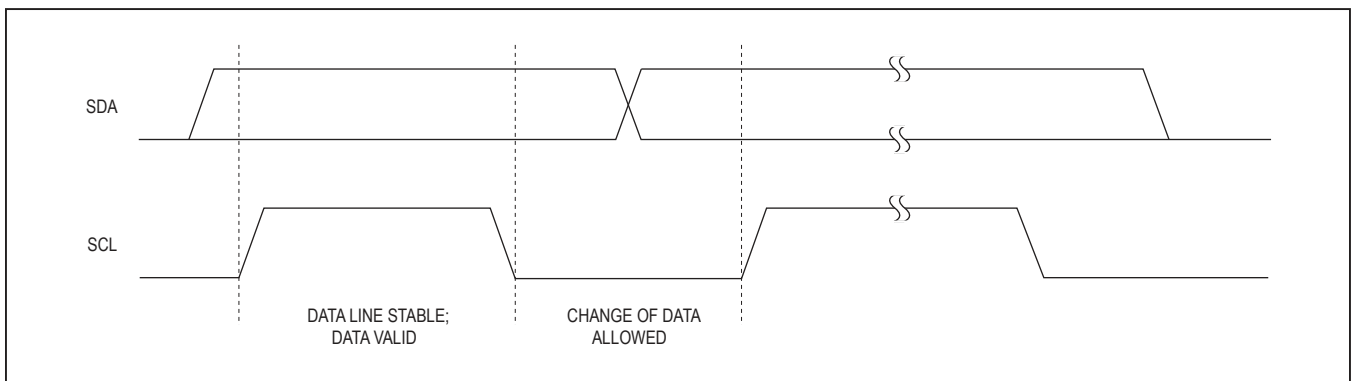 SDA
SCL
DATA LINE STABLE;
DATA VALID
CHANGE OF DATA
ALLOWED